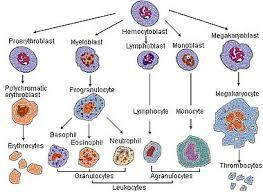 Hemocytoblast
Proerythroblast Myeloblast Lymphoblast Monoblast Megakaryoblast
Polychromatic
erythroblast
Progranulocyte
Lymphocyte Monocyte Megakaryocyte
Basophil
Eosinophil
Neutrophil
Erythrocytes
Granulocytes Agranulocytes
Thrombocytes
Leukocytes